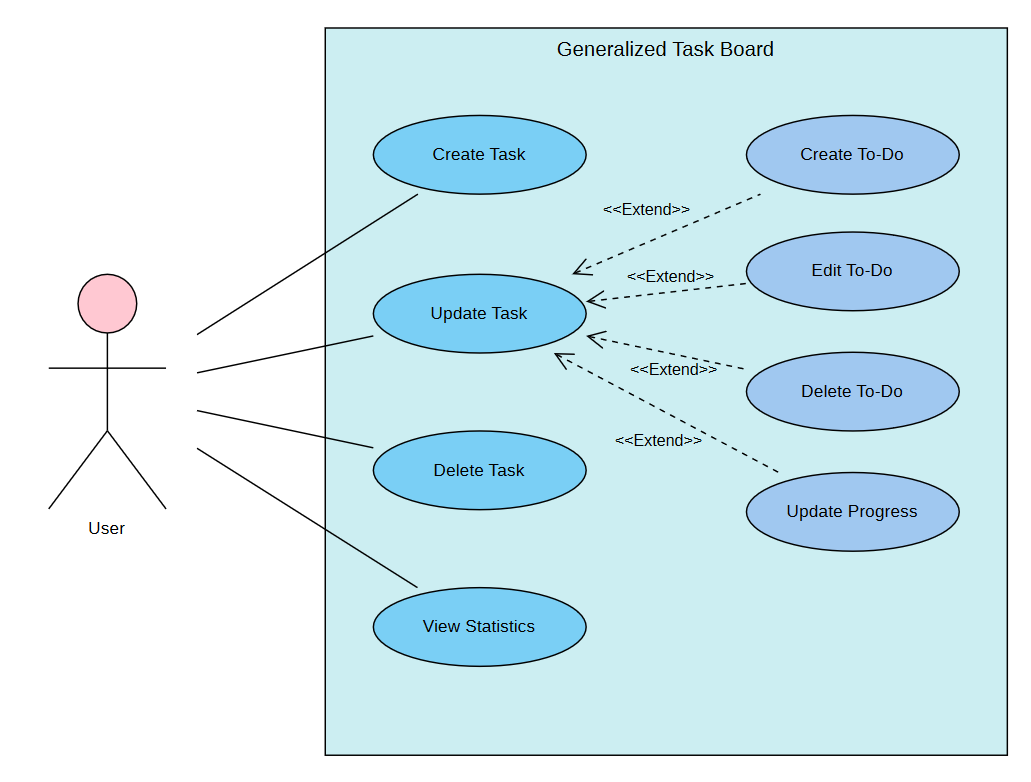 Generalized Task Board
Create Task
Create To-Do
<<Extend>>
Edit To-Do
<<Extend>>
Update Task
<<Extend>>
Delete To-Do
<<Extend>>
Delete Task
Update Progress
User
View Statistics